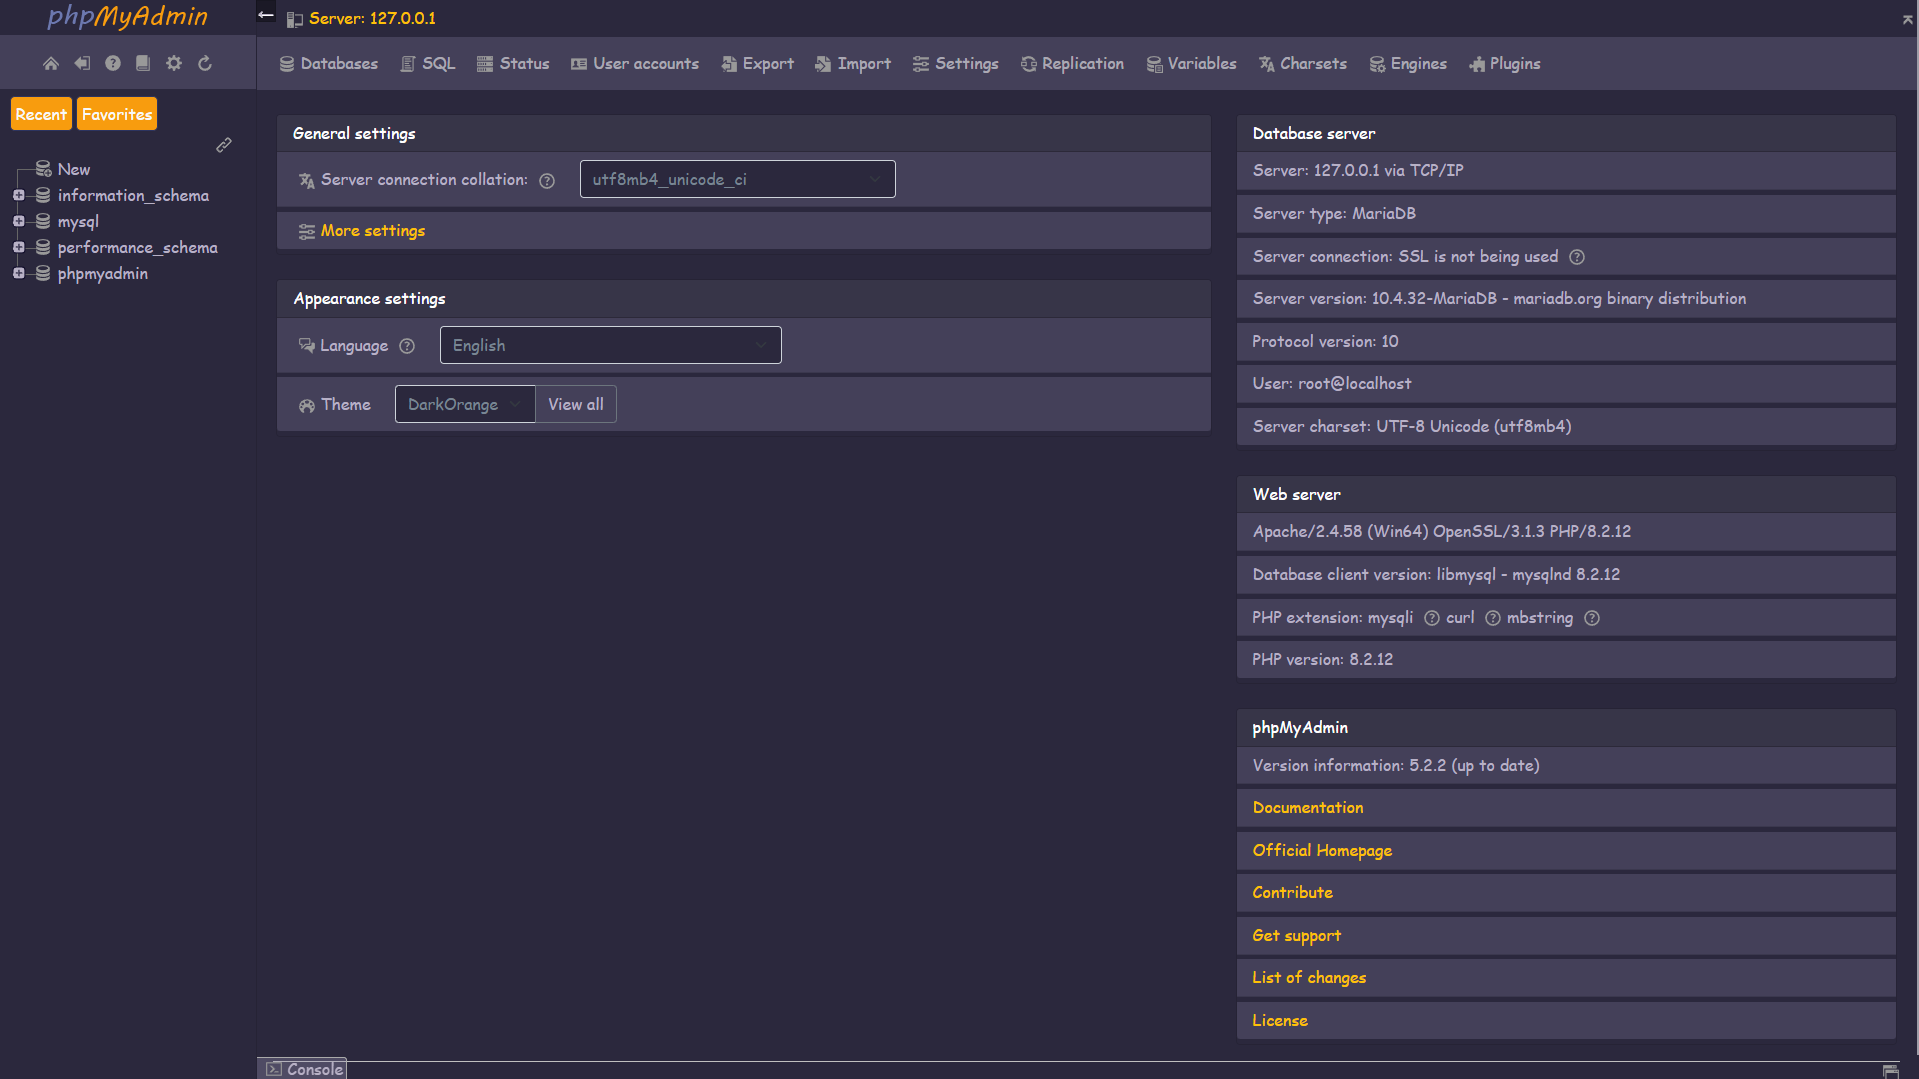 phpMyAdmin
Recent Favorites
New
information_schema
mysql
performance_schema
phpmyadmin
Server: 127.0.0.1
Databases SQL Status User accounts Export Import Settings Replication Variables Charsets Engines Plugins
General settings
Server connection collation: utf8mb4_unicode_ci
More settings
Appearance settings
Language English
Theme DarkOrange View all
Database server
Server: 127.0.0.1 via TCP/IP
Server type: MariaDB
Server connection: SSL is not being used
Server version: 10.4.32-MariaDB - mariadb.org binary distribution
Protocol version: 10
User: root@localhost
Server charset: UTF-8 Unicode (utf8mb4)
Web server
Apache/2.4.58 (Win64) OpenSSL/3.1.3 PHP/8.2.12
Database client version: libmysql - mysqlnd 8.2.12
PHP extension: mysqli curl mbstring
PHP version: 8.2.12
phpMyAdmin
Version information: 5.2.2 (up to date)
Documentation
Official Homepage
Contribute
Get support
List of changes
License
Console